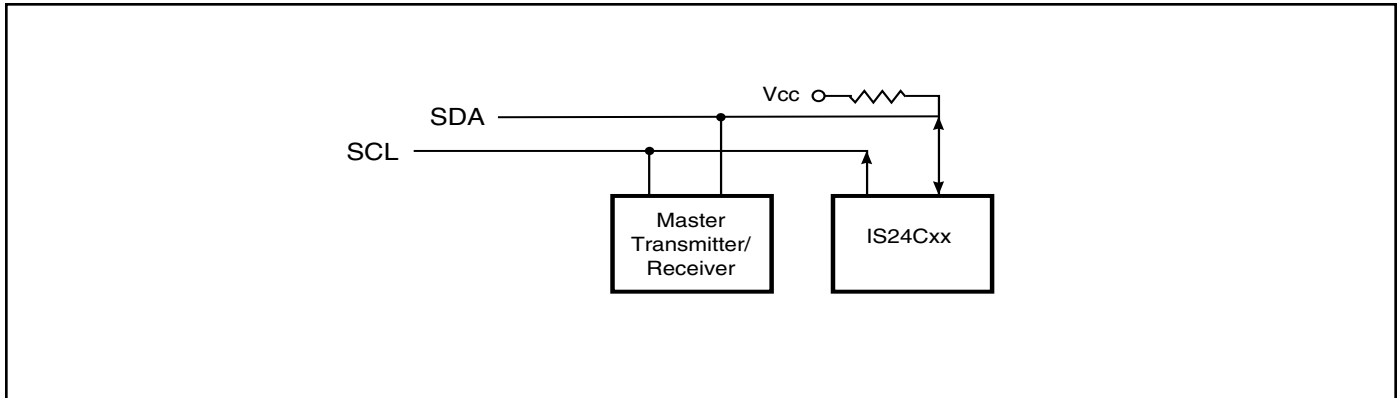 Vcc
SDA
SCL
Master
Transmitter/
Receiver
IS24Cxx